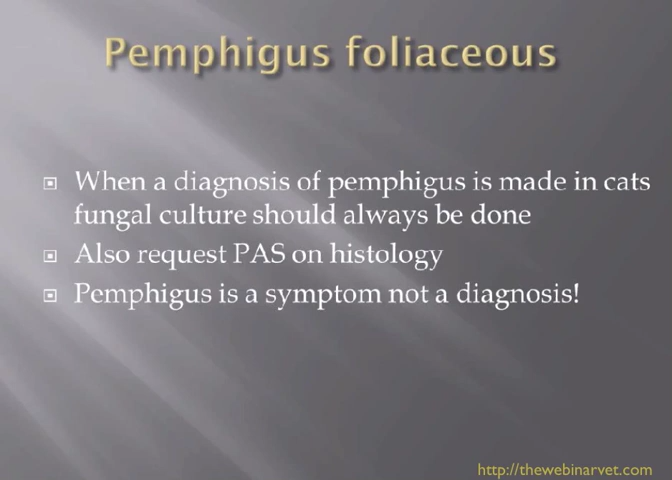 Pemphigus foliaceous
When a diagnosis of pemphigus is made in cats
fungal culture should always be done
Also request PAS on histology
Pemphigus is a symptom not a diagnosis!
http://thewebinarvet.com